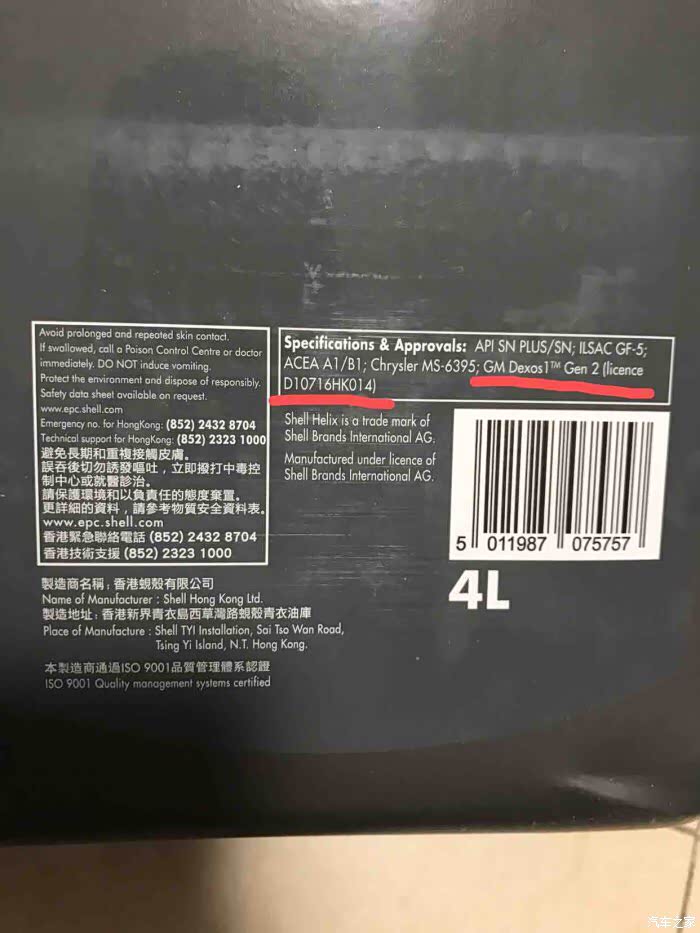 Avoid prolonged and repeated skin contact.
If swallowed, call a Poison Control Centre or doctor
immediately. DO NOT induce vomiting.
Protect the environment and dispose of responsibly.
Safety data sheet available on request.
www.epc.shell.com
Emergency no. for HongKong: (852) 2432 8704
Technical support for HongKong: (852) 2323 1000
避免長期和重複接觸皮膚。
誤吞後切勿誘發嘔吐，立即撥打中毒控
制中心或就醫診治。
請保護環境和以負責任的態度棄置。
更詳細的資料，請參考物質安全資料表。
www.epc.shell.com
香港緊急聯絡電話 (852) 2432 8704
香港技術支援 (852) 2323 1000
Specifications & Approvals: API SN PLUS/SN; ILSAC GF-5;
ACEA A1/B1; Chrysler MS-6395; GM Dexos1™ Gen 2 (licence
D10716HK014)
Shell Helix is a trade mark of
Shell Brands International AG.
Manufactured under licence of
Shell Brands International AG.
5 011987 075757
4L
製造商名稱：香港蜆殼有限公司
Name of Manufacturer : Shell Hong Kong Ltd.
製造地址：香港新界青衣島西草灣路蜆殼青衣油庫
Place of Manufacture : Shell TYI Installation, Sai Tso Wan Road,
Tsing Yi Island, N.T. Hong Kong.
本製造商通過ISO 9001品質管理體系認證
ISO 9001 Quality management systems certified
汽车之家